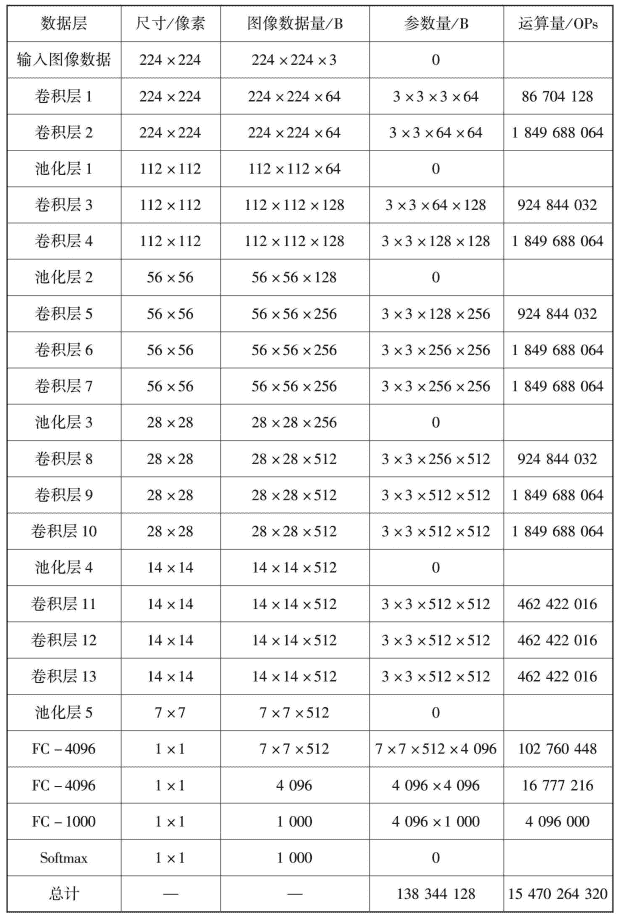 数据层 尺寸/像素 图像数据量/B 参数量/B 运算量/OPs
输入图像数据 224×224 224×224×3 0
卷积层1 224×224 224×224×64 3×3×3×64 86 704 128
卷积层2 224×224 224×224×64 3×3×64×64 1 849 688 064
池化层1 112×112 112×112×64 0
卷积层3 112×112 112×112×128 3×3×64×128 924 844 032
卷积层4 112×112 112×112×128 3×3×128×128 1 849 688 064
池化层2 56×56 56×56×128 0
卷积层5 56×56 56×56×256 3×3×128×256 924 844 032
卷积层6 56×56 56×56×256 3×3×256×256 1 849 688 064
卷积层7 56×56 56×56×256 3×3×256×256 1 849 688 064
池化层3 28×28 28×28×256 0
卷积层8 28×28 28×28×512 3×3×256×512 924 844 032
卷积层9 28×28 28×28×512 3×3×512×512 1 849 688 064
卷积层10 28×28 28×28×512 3×3×512×512 1 849 688 064
池化层4 14×14 14×14×512 0
卷积层11 14×14 14×14×512 3×3×512×512 462 422 016
卷积层12 14×14 14×14×512 3×3×512×512 462 422 016
卷积层13 14×14 14×14×512 3×3×512×512 462 422 016
池化层5 7×7 7×7×512 0
FC-4096 1×1 7×7×512 7×7×512×4 096 102 760 448
FC-4096 1×1 4 096 4 096×4 096 16 777 216
FC-1000 1×1 1 000 4 096×1 000 4 096 000
Softmax 1×1 1 000 0
总计 — — 138 344 128 15 470 264 320